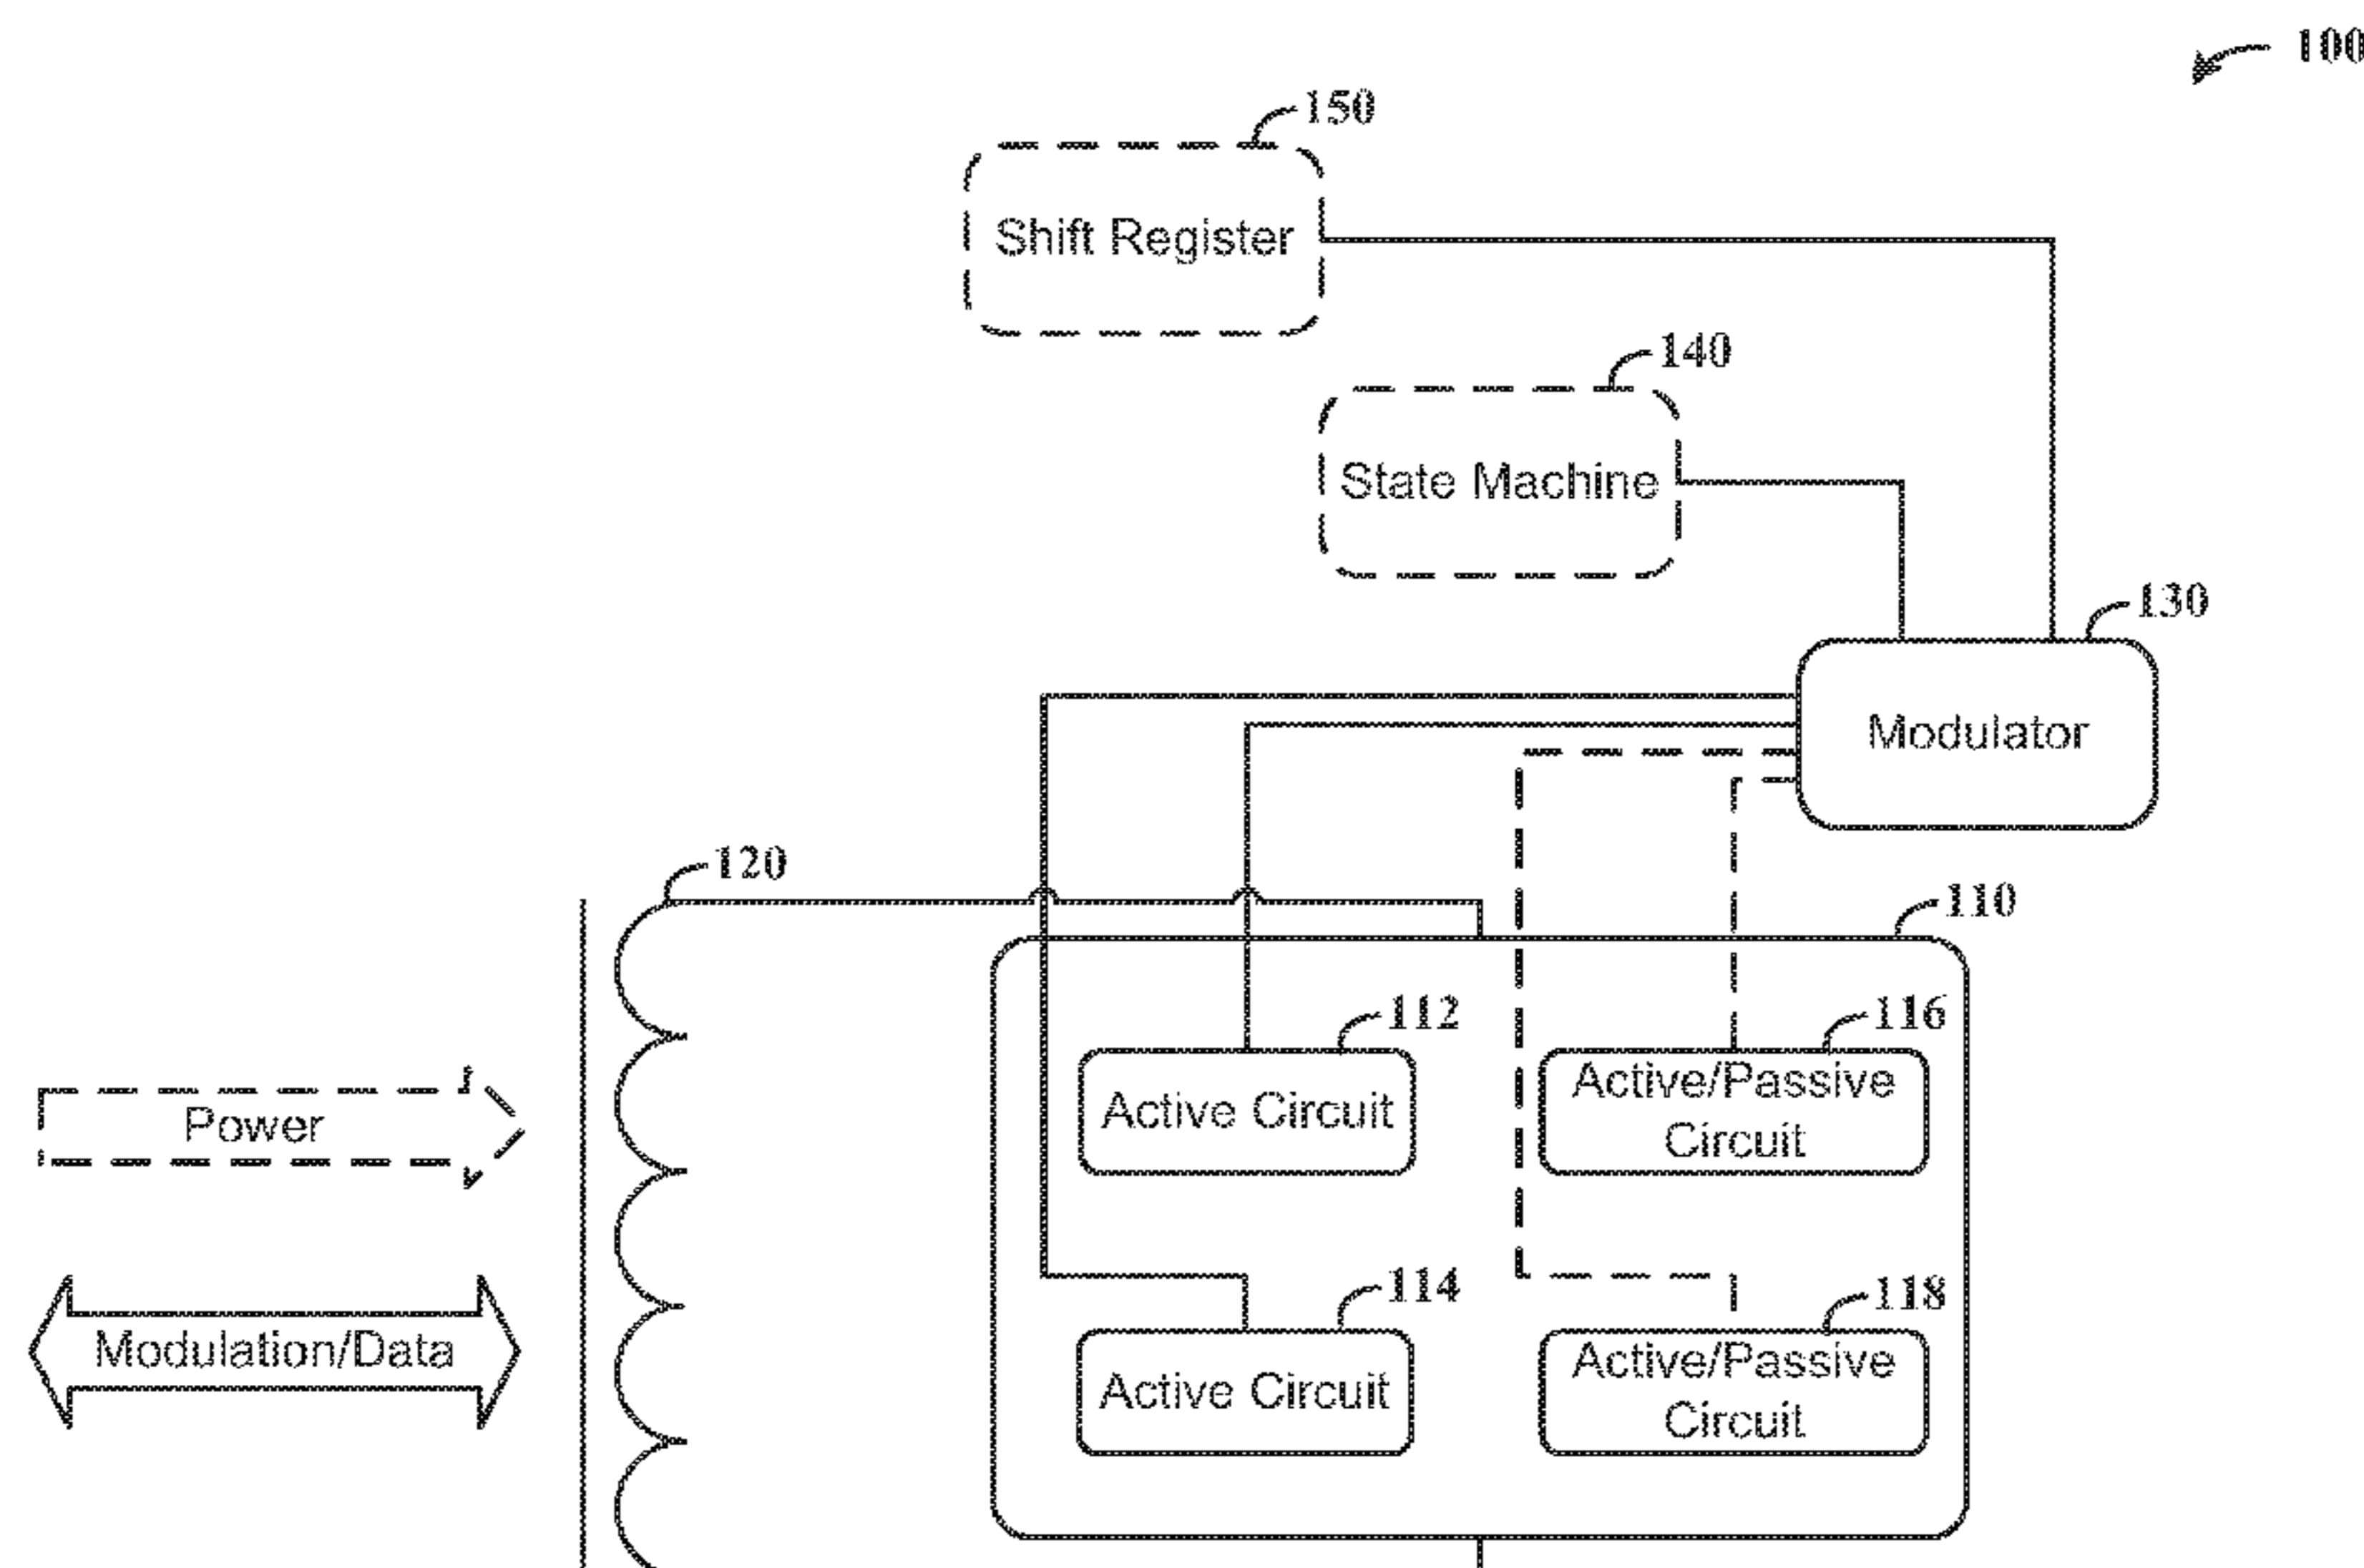 100
150
Shift Register
140
State Machine
130
Modulator
120
110
112
116
Active Circuit
Active/Passive
Circuit
Power
114
118
Modulation/Data
Active Circuit
Active/Passive
Circuit